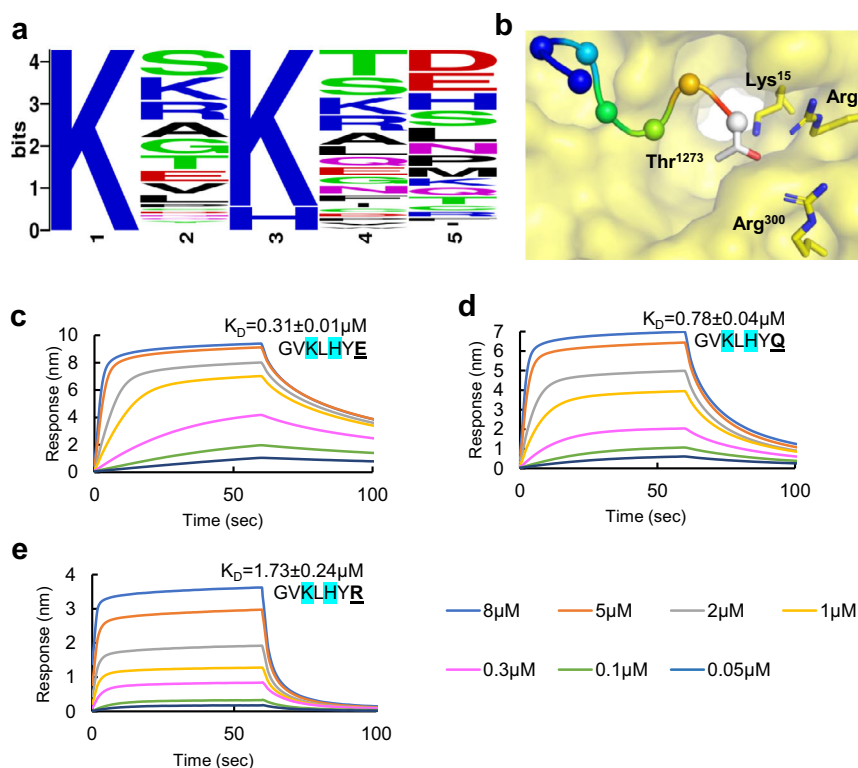 a
bits
4
3
2
1
0
K
S
K
R
A
G
T
E
V
K
H
T
S
K
R
A
L
Q
E
G
N
D
E
H
S
L
N
P
M
K
T
R
1 2 3 4 5
b
Lys15
Arg
Thr1273
Arg300
c
KD=0.31±0.01µM
GVKLHYE
Response (nm)
10
8
6
4
2
0
0 50 100
Time (sec)
d
KD=0.78±0.04µM
GVKLHYQ
Response (nm)
7
6
5
4
3
2
1
0
0 50 100
Time (sec)
e
KD=1.73±0.24µM
GVKLHYR
Response (nm)
4
3
2
1
0
0 50 100
Time (sec)
8µM 5µM 2µM 1µM
0.3µM 0.1µM 0.05µM